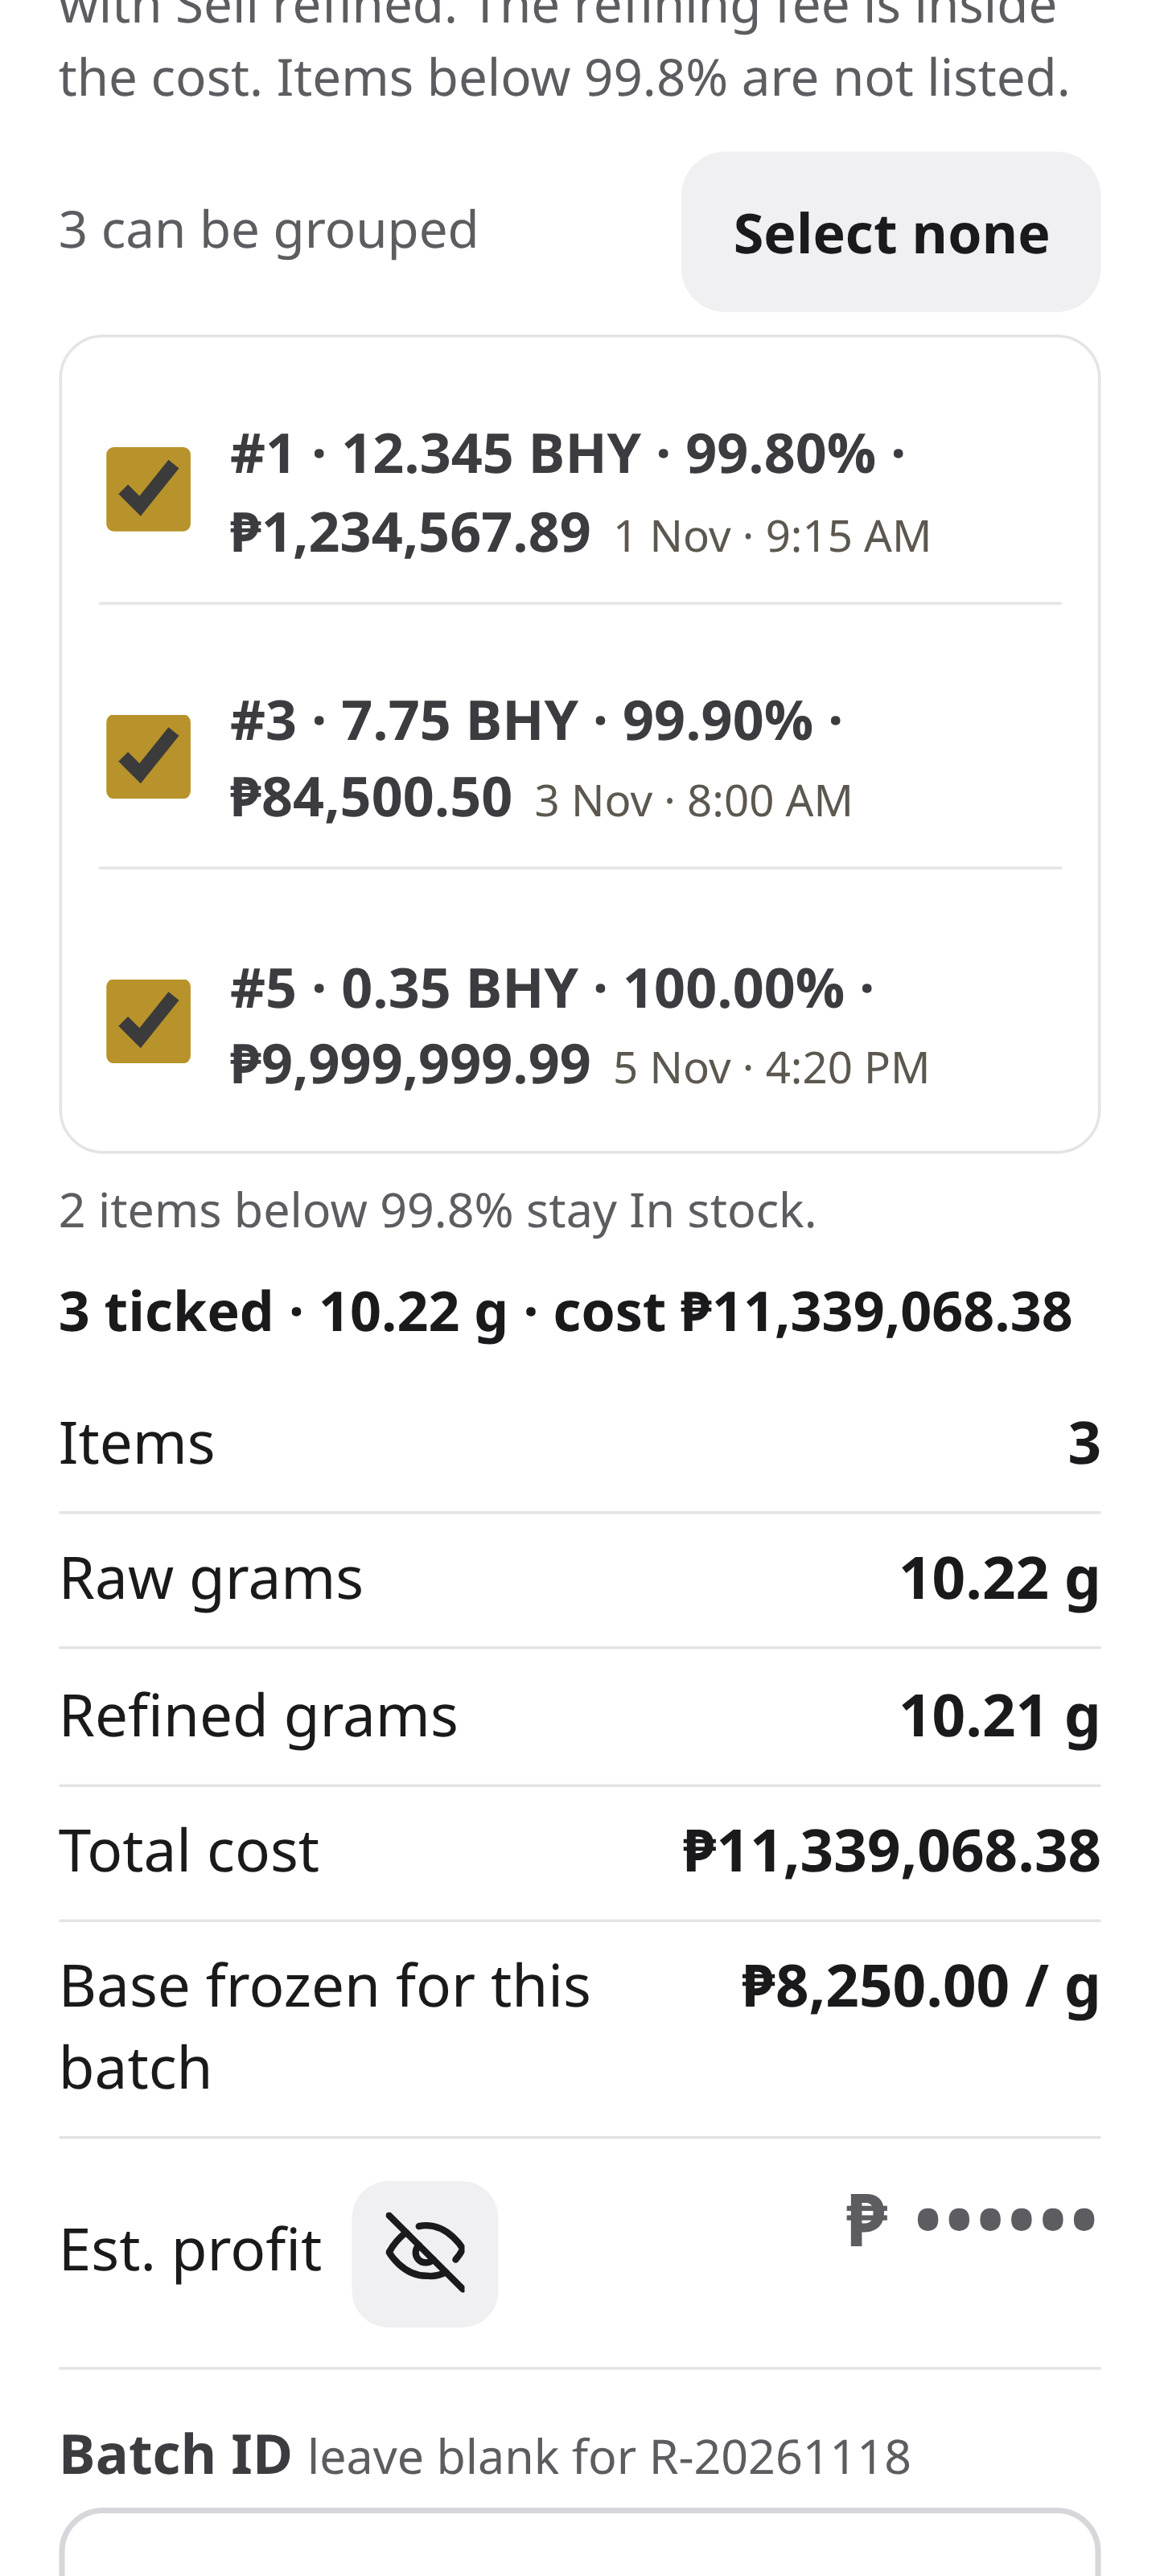 with Sell refined. The refining fee is inside
the cost. Items below 99.8% are not listed.
3 can be grouped
Select none
#1 · 12.345 BHY · 99.80% ·
₱1,234,567.89 1 Nov · 9:15 AM
#3 · 7.75 BHY · 99.90% ·
₱84,500.50 3 Nov · 8:00 AM
#5 · 0.35 BHY · 100.00% ·
₱9,999,999.99 5 Nov · 4:20 PM
2 items below 99.8% stay In stock.
3 ticked · 10.22 g · cost ₱11,339,068.38
Items 3
Raw grams 10.22 g
Refined grams 10.21 g
Total cost ₱11,339,068.38
Base frozen for this ₱8,250.00 / g
batch
Est. profit ₱ ••••••
Batch ID leave blank for R-20261118